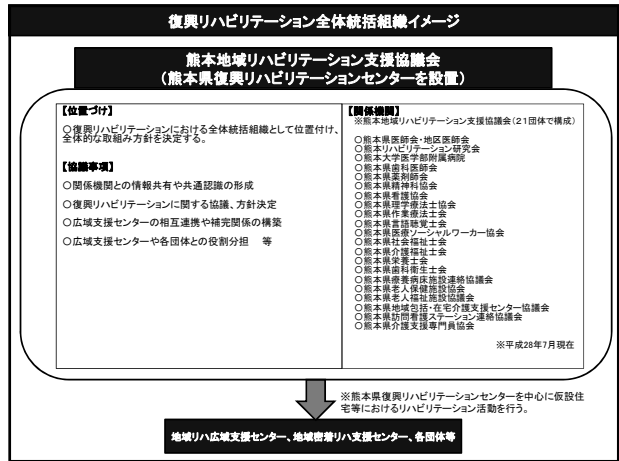 復興リハビリテーション全体統括組織イメージ
熊本地域リハビリテーション支援協議会
（熊本県復興リハビリテーションセンターを設置）
【位置づけ】
○復興リハビリテーションにおける全体統括組織として位置付け、
全体的な取組み方針を決定する。
【協議事項】
○関係機関との情報共有や共通認識の形成
○復興リハビリテーションに関する協議、方針決定
○広域支援センターの相互連携や補完関係の構築
○広域支援センターや各団体との役割分担　等
【関係機関】
※熊本地域リハビリテーション支援協議会（21団体で構成）
○熊本県医師会・地区医師会
○熊本リハビリテーション研究会
○熊本大学医学部附属病院
○熊本県歯科医師会
○熊本県薬剤師会
○熊本県精神科協会
○熊本県看護協会
○熊本県理学療法士協会
○熊本県作業療法士会
○熊本県言語聴覚士会
○熊本県医療ソーシャルワーカー協会
○熊本県社会福祉士会
○熊本県介護福祉士会
○熊本県栄養士会
○熊本県歯科衛生士会
○熊本県療養病床施設連絡協議会
○熊本県老人保健施設協会
○熊本県老人福祉施設協議会
○熊本県地域包括・在宅介護支援センター協議会
○熊本県訪問看護ステーション連絡協議会
○熊本県介護支援専門員協会
※平成28年7月現在
※熊本県復興リハビリテーションセンターを中心に仮設住
宅等におけるリハビリテーション活動を行う。
地域リハ広域支援センター、地域密着リハ支援センター、各団体等